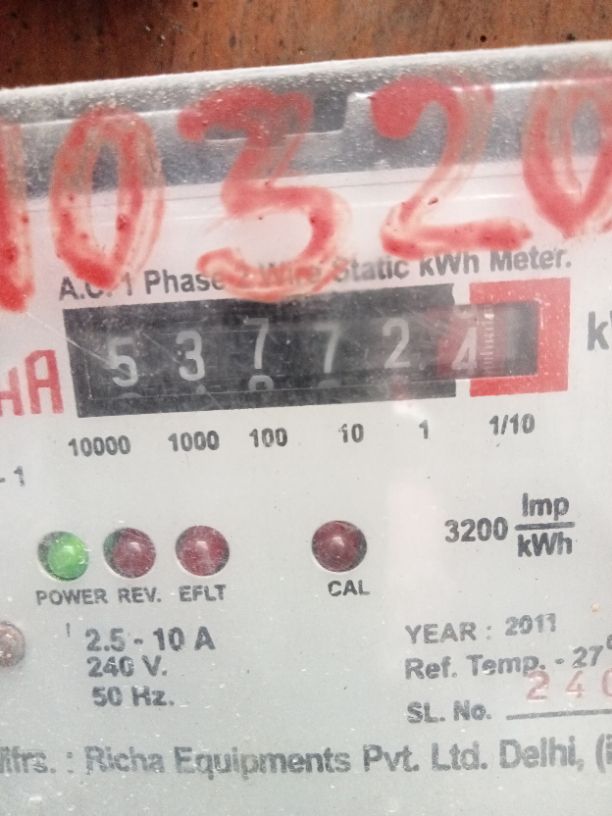 10320
A.C. 1 Phase 2 Wire Static kWh Meter.
5 3 7 7 2 4
HA
10000 1000 100 10 1 1/10
- 1
3200 Imp/kWh
POWER REV. EFLT CAL
2.5 - 10 A
240 V.
50 Hz.
YEAR : 2011
Ref. Temp. - 27°
SL. No. 240
Mfrs. : Richa Equipments Pvt. Ltd. Delhi,